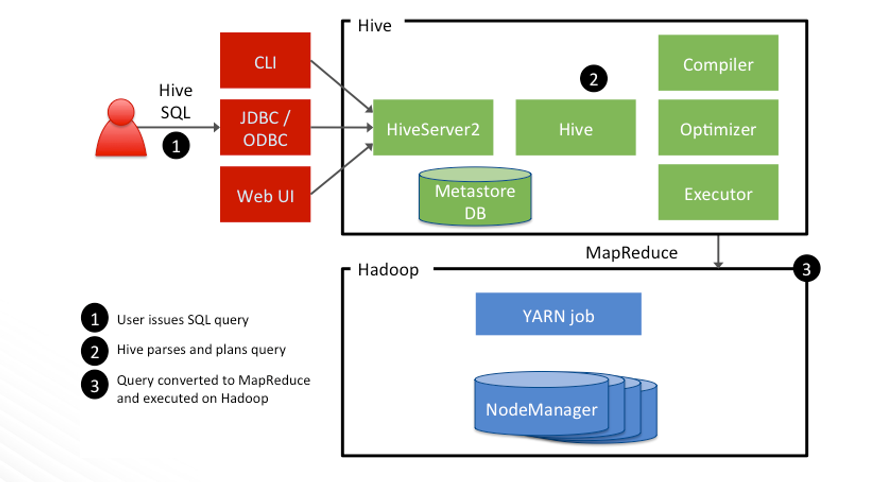 Hive
CLI
Compiler
Hive
SQL
1
2
JDBC /
ODBC
HiveServer2
Hive
Optimizer
Web UI
Metastore
DB
Executor
MapReduce
Hadoop
3
YARN job
1 User issues SQL query
2 Hive parses and plans query
3 Query converted to MapReduce
and executed on Hadoop
NodeManager